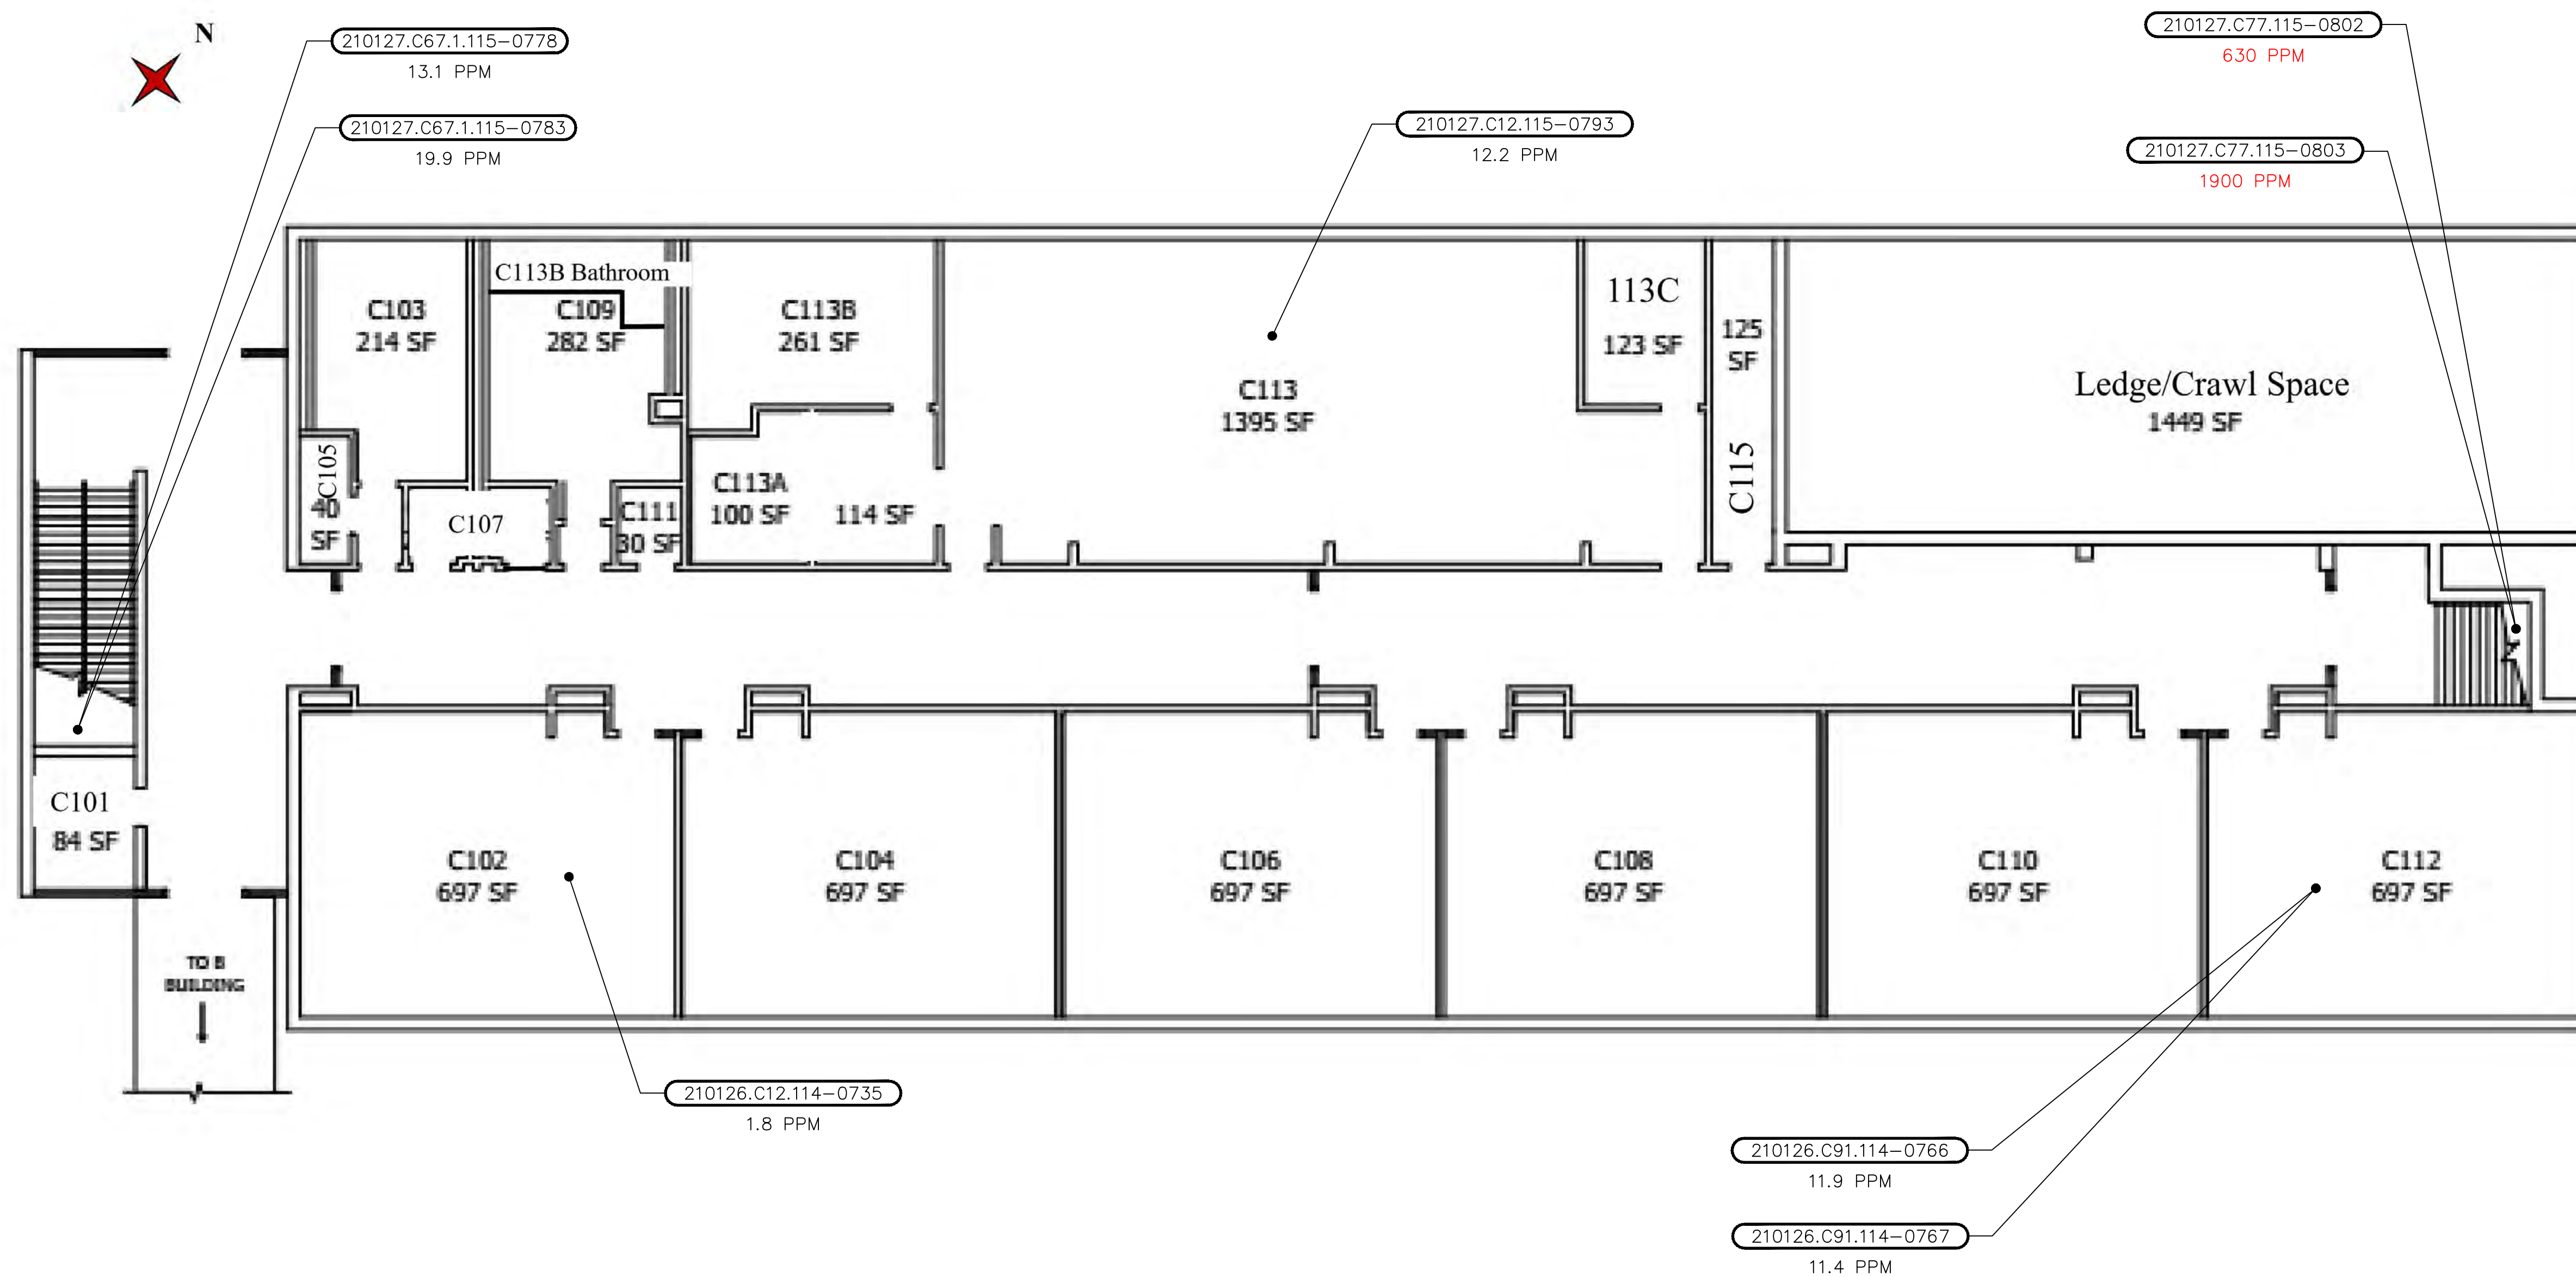 N
210127.C67.1.115-0778
13.1 PPM
210127.C67.1.115-0783
19.9 PPM
210127.C12.115-0793
12.2 PPM
210127.C77.115-0802
630 PPM
210127.C77.115-0803
1900 PPM
C103
214 SF
C113B Bathroom
C109
282 SF
C113B
261 SF
C113
1395 SF
113C
123 SF
125
SF
C115
Ledge/Crawl Space
1449 SF
C105
40
SF
C107
C111
30 SF
C113A
100 SF
114 SF
C101
84 SF
C102
697 SF
C104
697 SF
C106
697 SF
C108
697 SF
C110
697 SF
C112
697 SF
TO B
BUILDING
210126.C12.114-0735
1.8 PPM
210126.C91.114-0766
11.9 PPM
210126.C91.114-0767
11.4 PPM